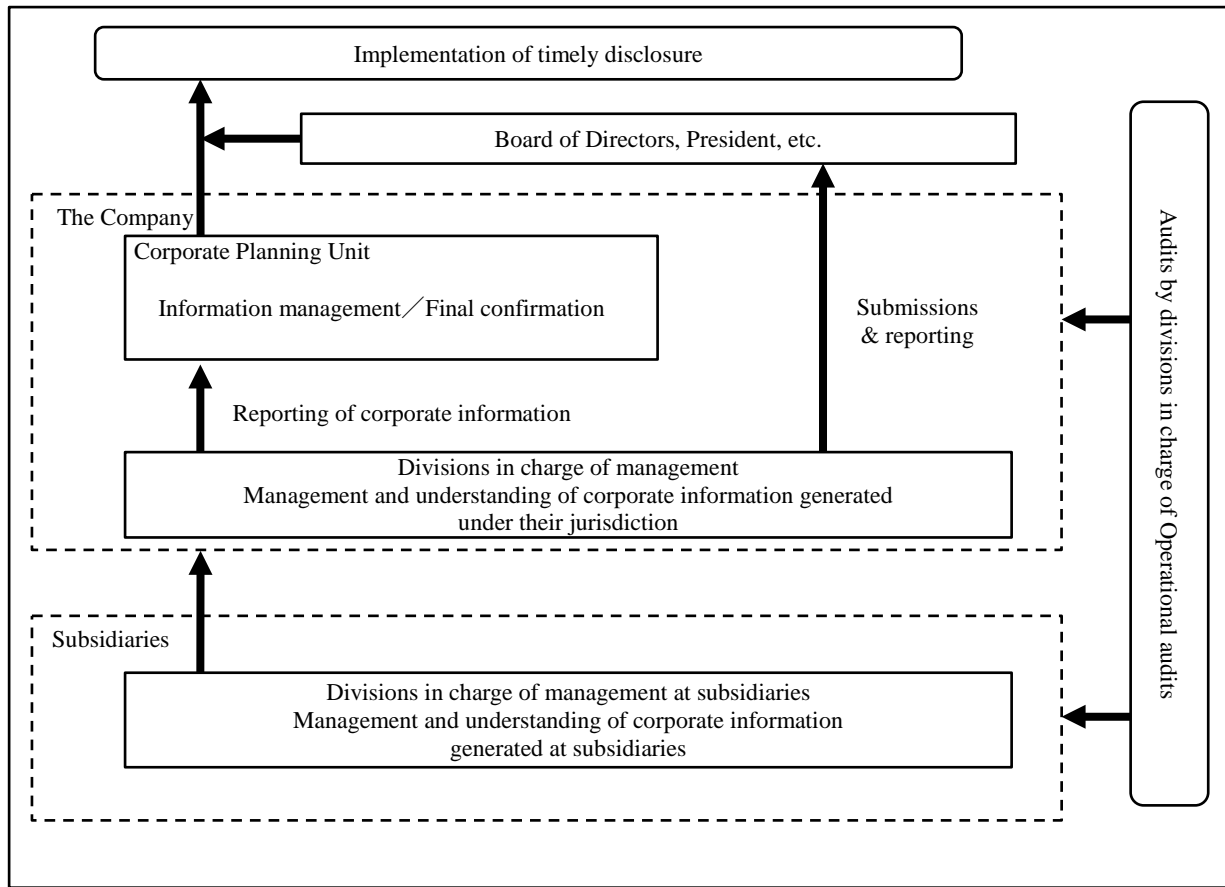 Implementation of timely disclosure
Board of Directors, President, etc.
The Company
Corporate Planning Unit
Information management／Final confirmation
Submissions
& reporting
Reporting of corporate information
Divisions in charge of management
Management and understanding of corporate information generated
under their jurisdiction
Subsidiaries
Divisions in charge of management at subsidiaries
Management and understanding of corporate information
generated at subsidiaries
Audits by divisions in charge of Operational audits